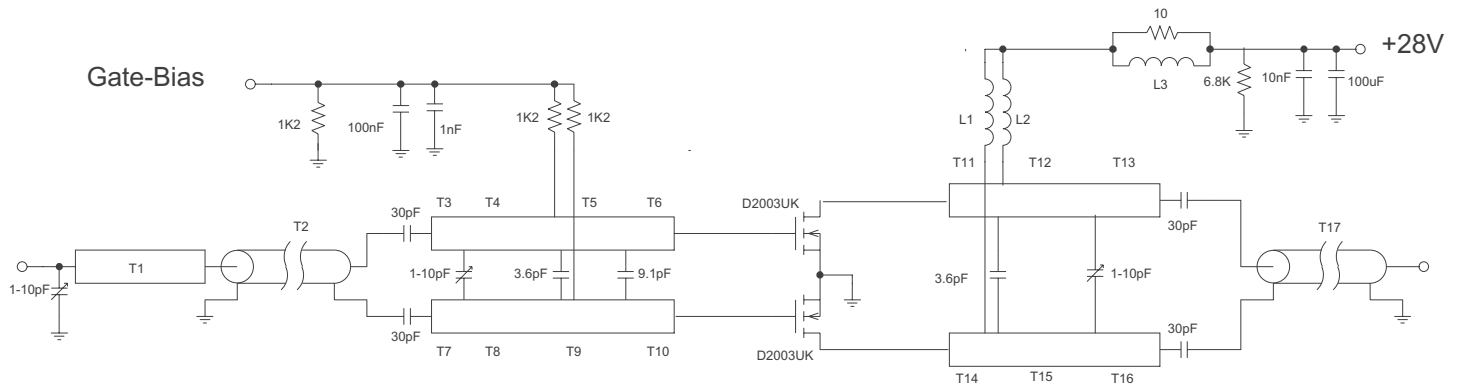 10
+28V
Gate-Bias
L3
6.8K
10nF
100uF
1K2
100nF
1nF
1K2
1K2
L1
L2
T11
T12
T13
D2003UK
30pF
T3
T4
T5
T6
30pF
T2
T17
T1
1-10pF
1-10pF
3.6pF
9.1pF
3.6pF
1-10pF
30pF
30pF
T7
T8
T9
T10
D2003UK
T14
T15
T16